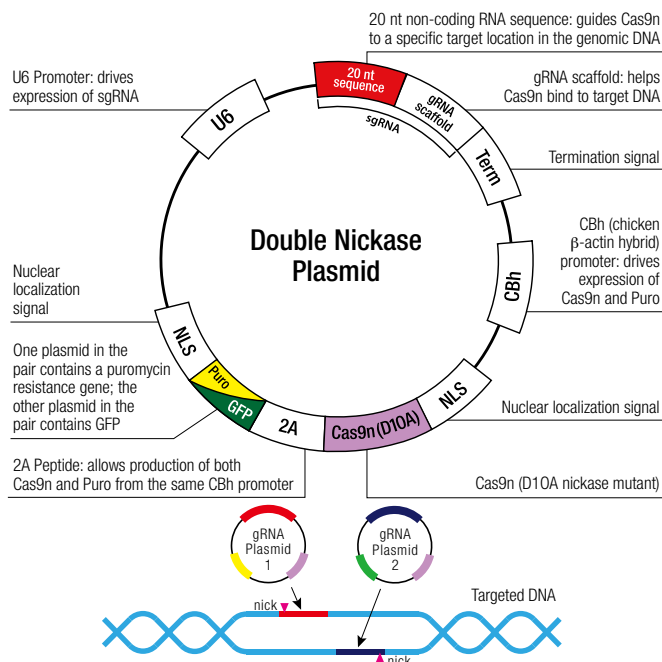 20 nt non-coding RNA sequence: guides Cas9n
to a specific target location in the genomic DNA
U6 Promoter: drives
expression of sgRNA
20 nt
sequence
gRNA
scaffold
sgRNA
gRNA scaffold: helps
Cas9n bind to target DNA
U6
Term
Termination signal
Double Nickase
Plasmid
CBh (chicken
β-actin hybrid)
promoter: drives
expression of
Cas9n and Puro
CBh
Nuclear
localization
signal
NLS
One plasmid in the
pair contains a puromycin
resistance gene; the
other plasmid in the
pair contains GFP
Puro
GFP
2A
Cas9n (D10A)
NLS
Nuclear localization signal
2A Peptide: allows production of both
Cas9n and Puro from the same CBh promoter
Cas9n (D10A nickase mutant)
gRNA
Plasmid
1
gRNA
Plasmid
2
Targeted DNA
nick
nick